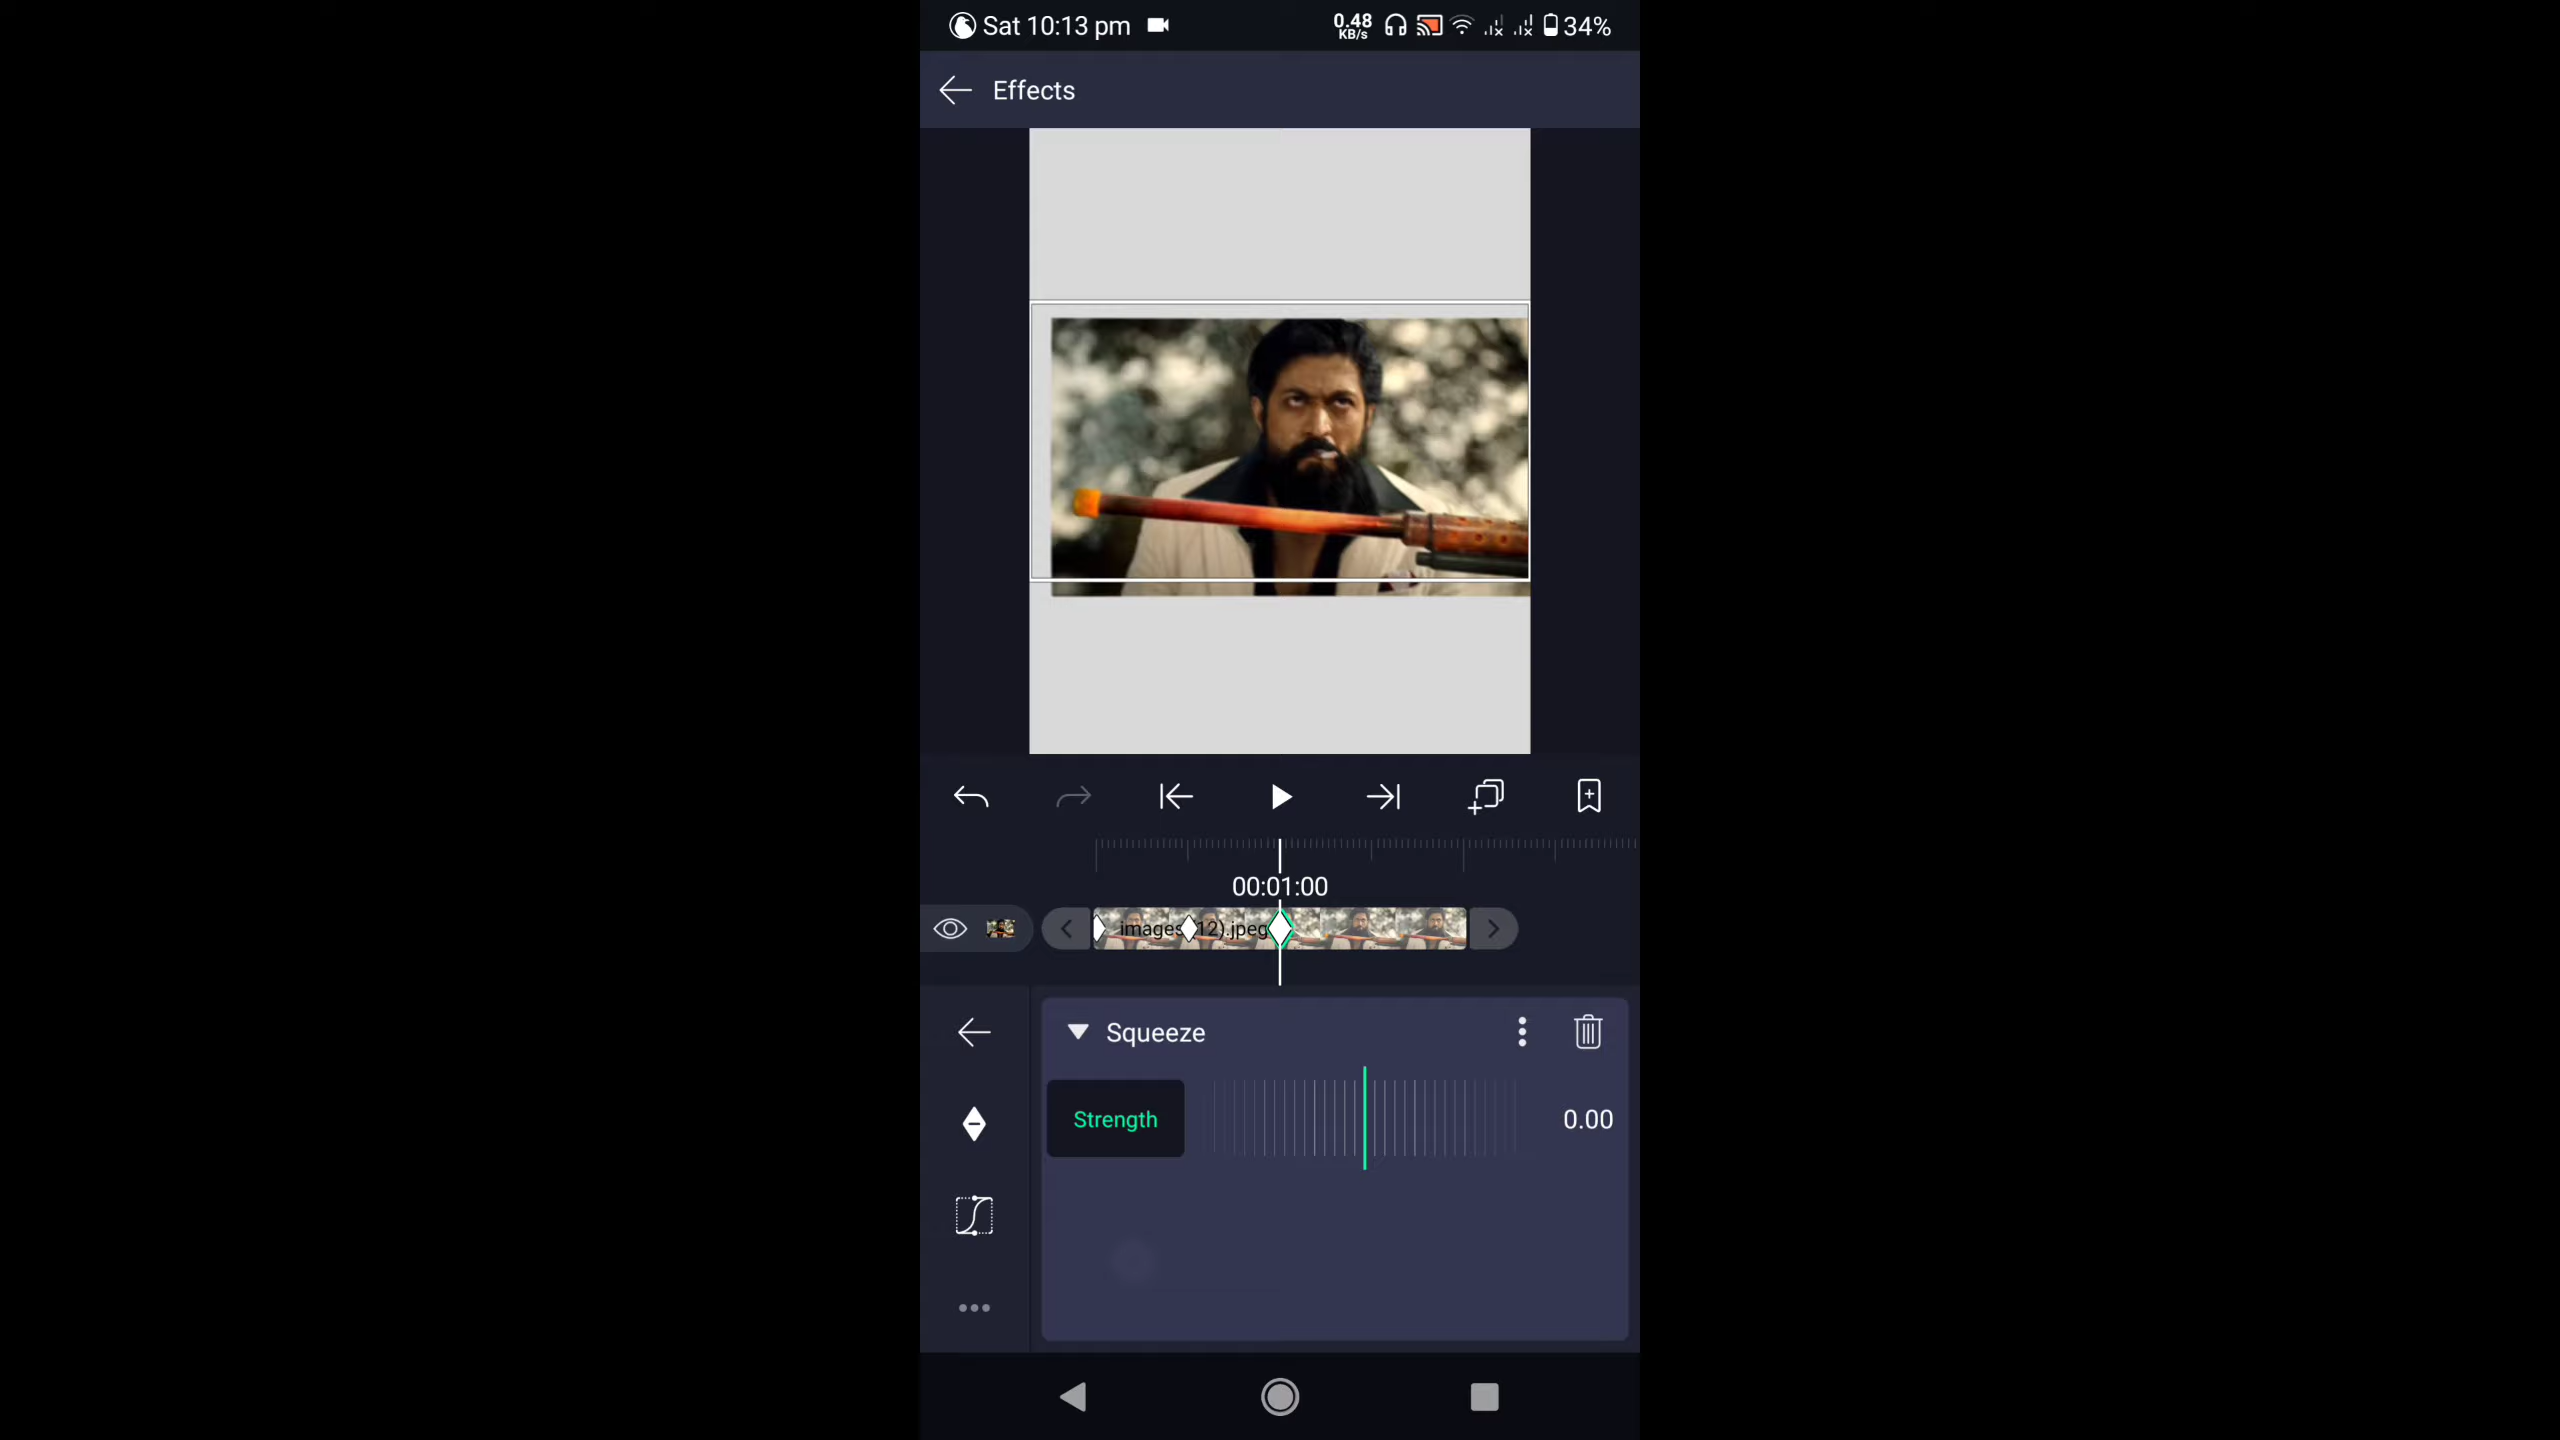 Sat 10:13 pm 0.48 KB/s 34%
Effects
00:01:00
images (12).jpeg
Squeeze
Strength 0.00